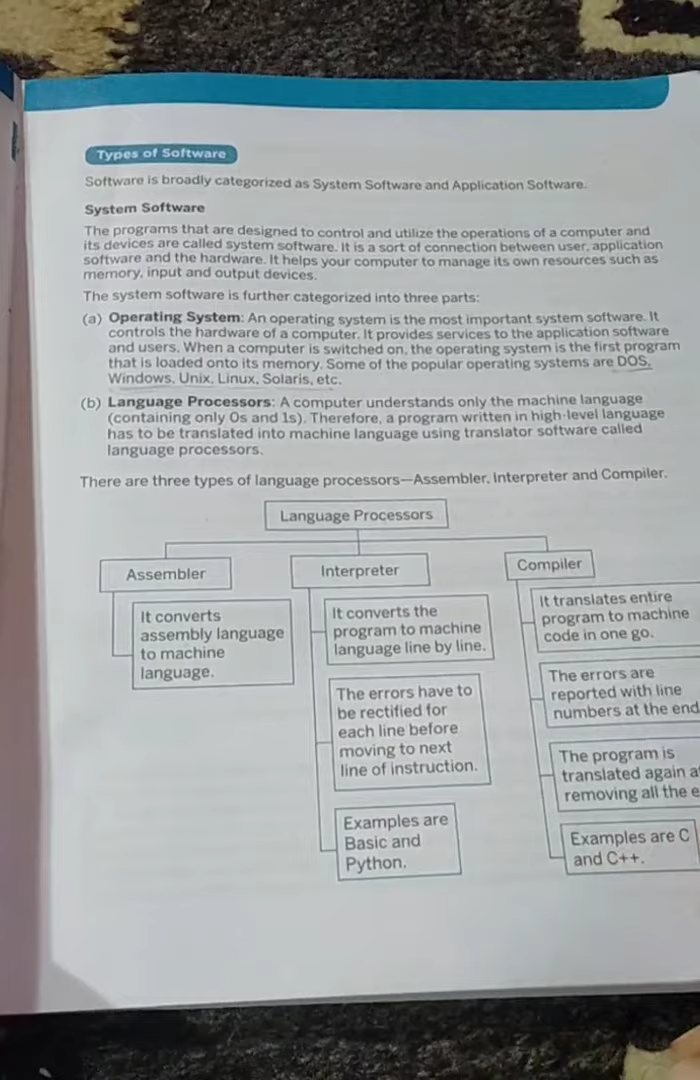 Types of Software
Software is broadly categorized as System Software and Application Software.
System Software
The programs that are designed to control and utilize the operations of a computer and
its devices are called system software. It is a sort of connection between user, application
software and the hardware. It helps your computer to manage its own resources such as
memory, input and output devices.
The system software is further categorized into three parts:
(a) Operating System: An operating system is the most important system software. It
controls the hardware of a computer. It provides services to the application software
and users. When a computer is switched on, the operating system is the first program
that is loaded onto its memory. Some of the popular operating systems are DOS,
Windows, Unix, Linux, Solaris, etc.
(b) Language Processors: A computer understands only the machine language
(containing only 0s and 1s). Therefore, a program written in high-level language
has to be translated into machine language using translator software called
language processors.
There are three types of language processors—Assembler, Interpreter and Compiler.
Language Processors
Assembler
It converts
assembly language
to machine
language.
Interpreter
It converts the
program to machine
language line by line.
The errors have to
be rectified for
each line before
moving to next
line of instruction.
Examples are
Basic and
Python.
Compiler
It translates entire
program to machine
code in one go.
The errors are
reported with line
numbers at the end
The program is
translated again
removing all the
Examples are C
and C++.